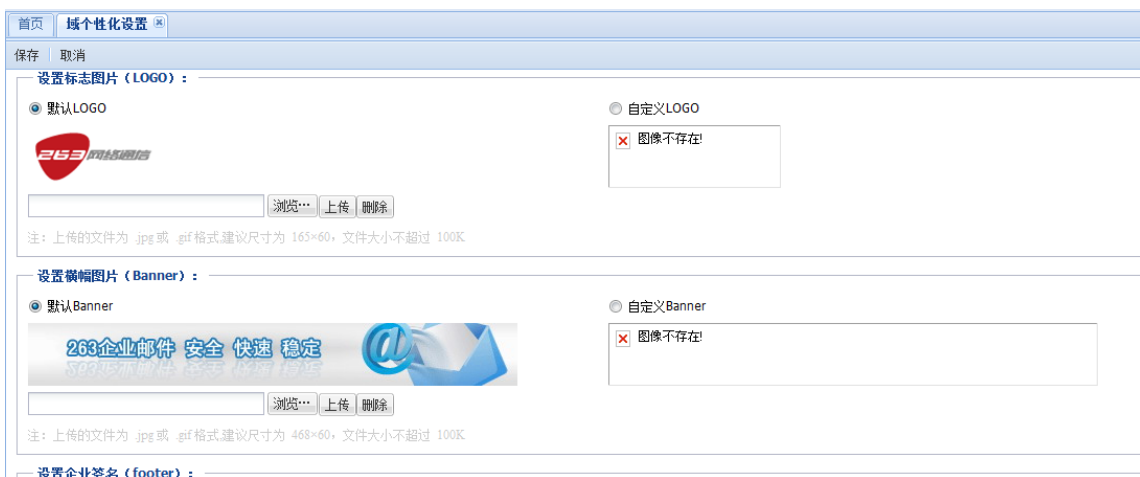 首页 域个性化设置
保存 取消
设置标志图片（LOGO）：
默认LOGO 自定义LOGO
263网络通信
图像不存在!
浏览… 上传 删除
注：上传的文件为 .jpg或 .gif格式,建议尺寸为 165×60，文件大小不超过 100K
设置横幅图片（Banner）：
默认Banner 自定义Banner
263企业邮件 安全 快速 稳定
图像不存在!
浏览… 上传 删除
注：上传的文件为 .jpg或 .gif格式,建议尺寸为 468×60，文件大小不超过 100K
设置企业签名（footer）：